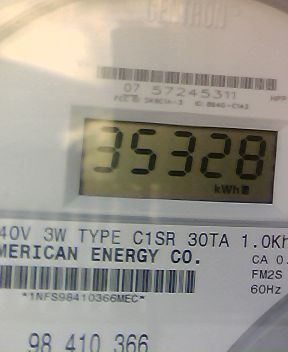 CENTRON®
07 57245311
35328
kWh
40V 3W TYPE C1SR 30TA 1.0Kh
MERICAN ENERGY CO.
CA 0.
FM2S
60Hz
*1NFS98410366MEC*
98 410 366